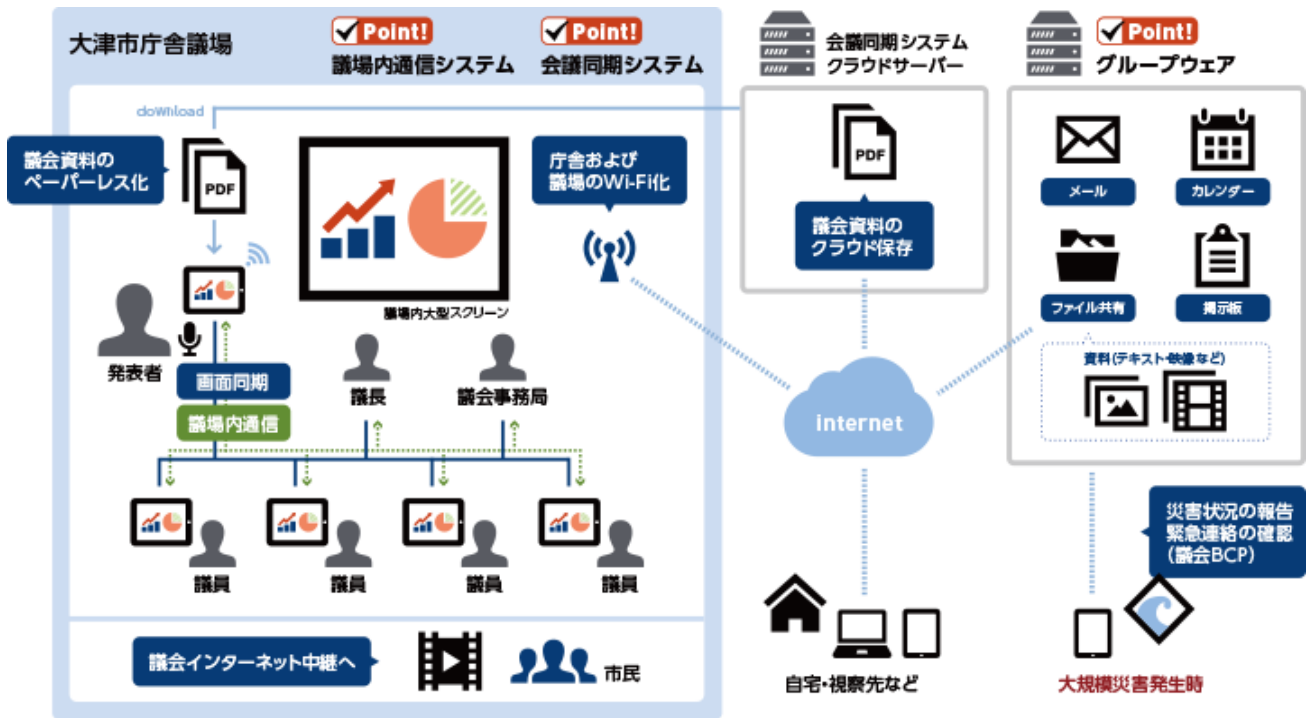 大津市庁舎議場
Point!
議場内通信システム
Point!
会議同期システム
会議同期システム
クラウドサーバー
Point!
グループウェア
download
議会資料の
ペーパーレス化
PDF
庁舎および
議場のWi-Fi化
議場内大型スクリーン
PDF
議会資料の
クラウド保存
メール
カレンダー
ファイル共有
掲示板
資料(テキスト・映像など)
発表者
画面同期
議場内通信
議長
議会事務局
internet
議員
議員
議員
議員
災害状況の報告
緊急連絡の確認
(議会BCP)
議会インターネット中継へ
市民
自宅・視察先など
大規模災害発生時